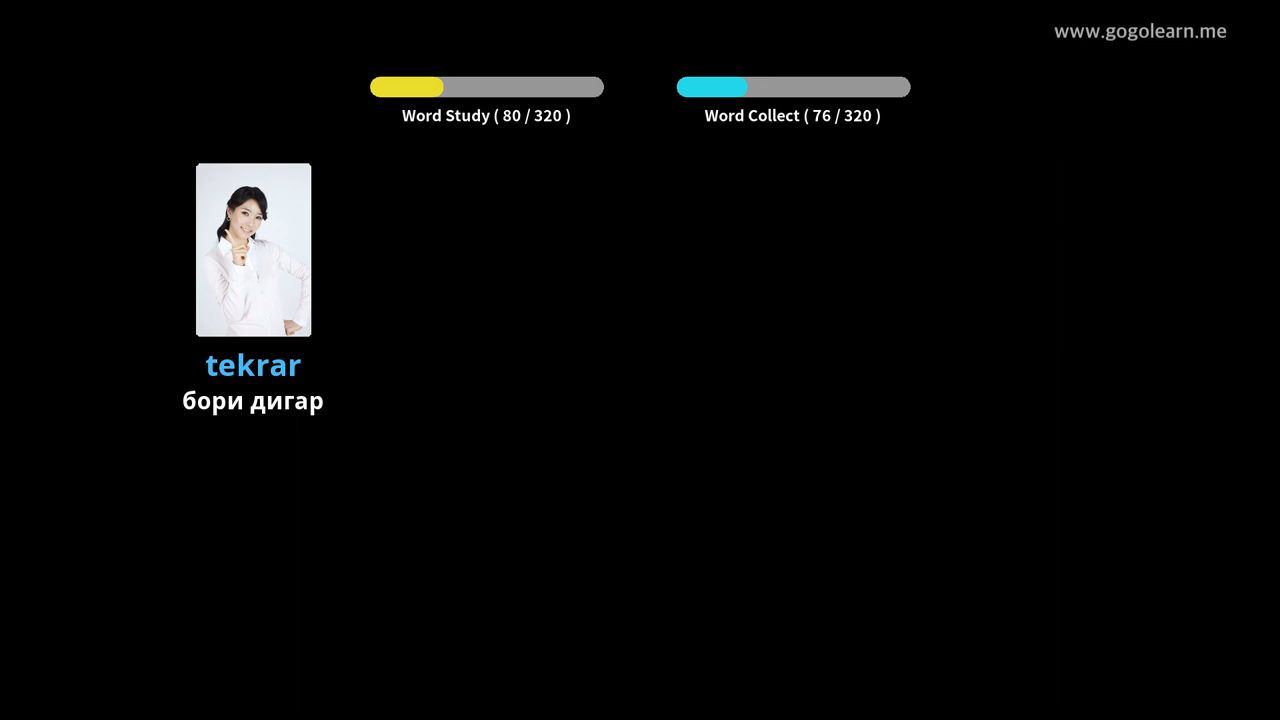 www.gogolearn.me
Word Study ( 80 / 320 )
Word Collect ( 76 / 320 )
tekrar
бори дигар